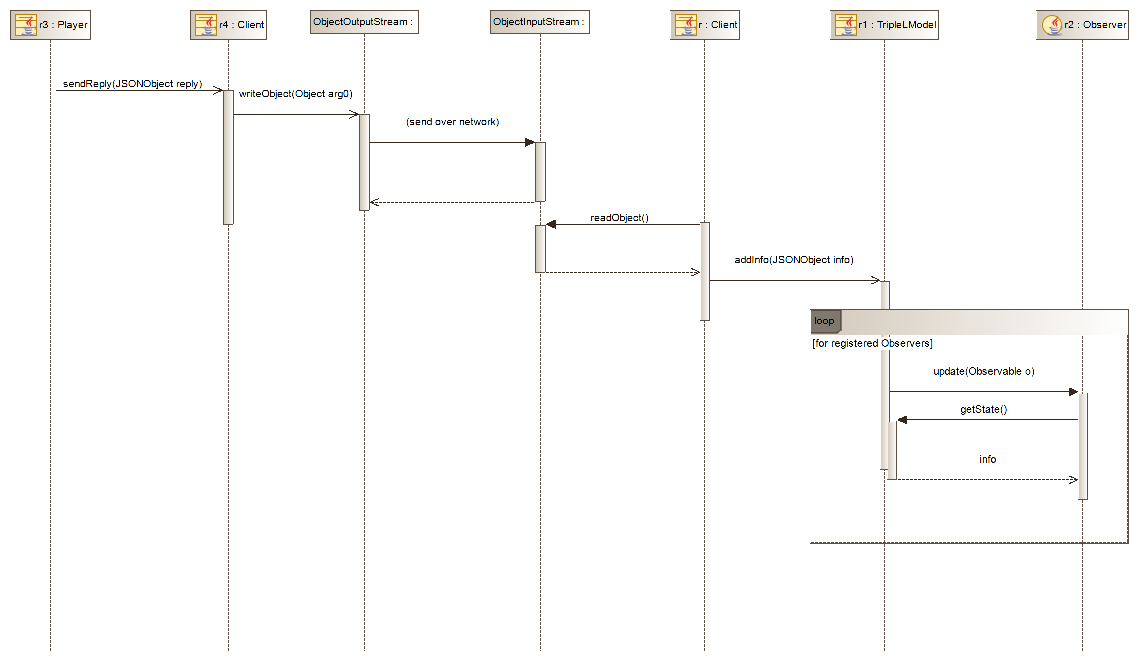 r3 : Player
r4 : Client
ObjectOutputStream :
ObjectInputStream :
r : Client
r1 : TripleLModel
r2 : Observer
sendReply(JSONObject reply)
writeObject(Object arg0)
(send over network)
readObject()
addInfo(JSONObject info)
loop
[for registered Observers]
update(Observable o)
getState()
info